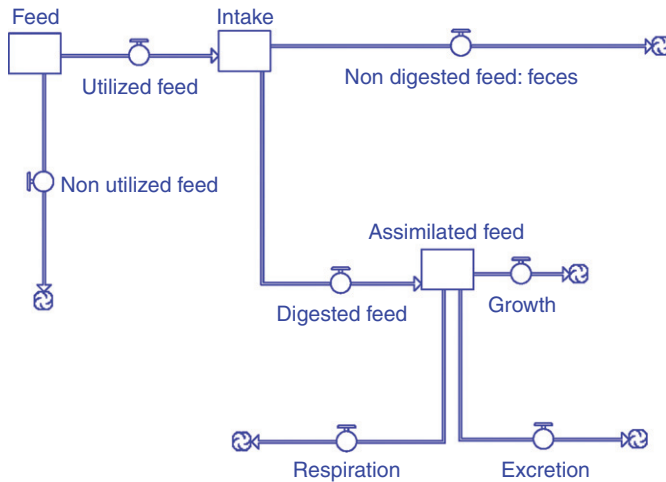 Feed
Intake
Utilized feed
Non digested feed: feces
Non utilized feed
Assimilated feed
Digested feed
Growth
Respiration
Excretion